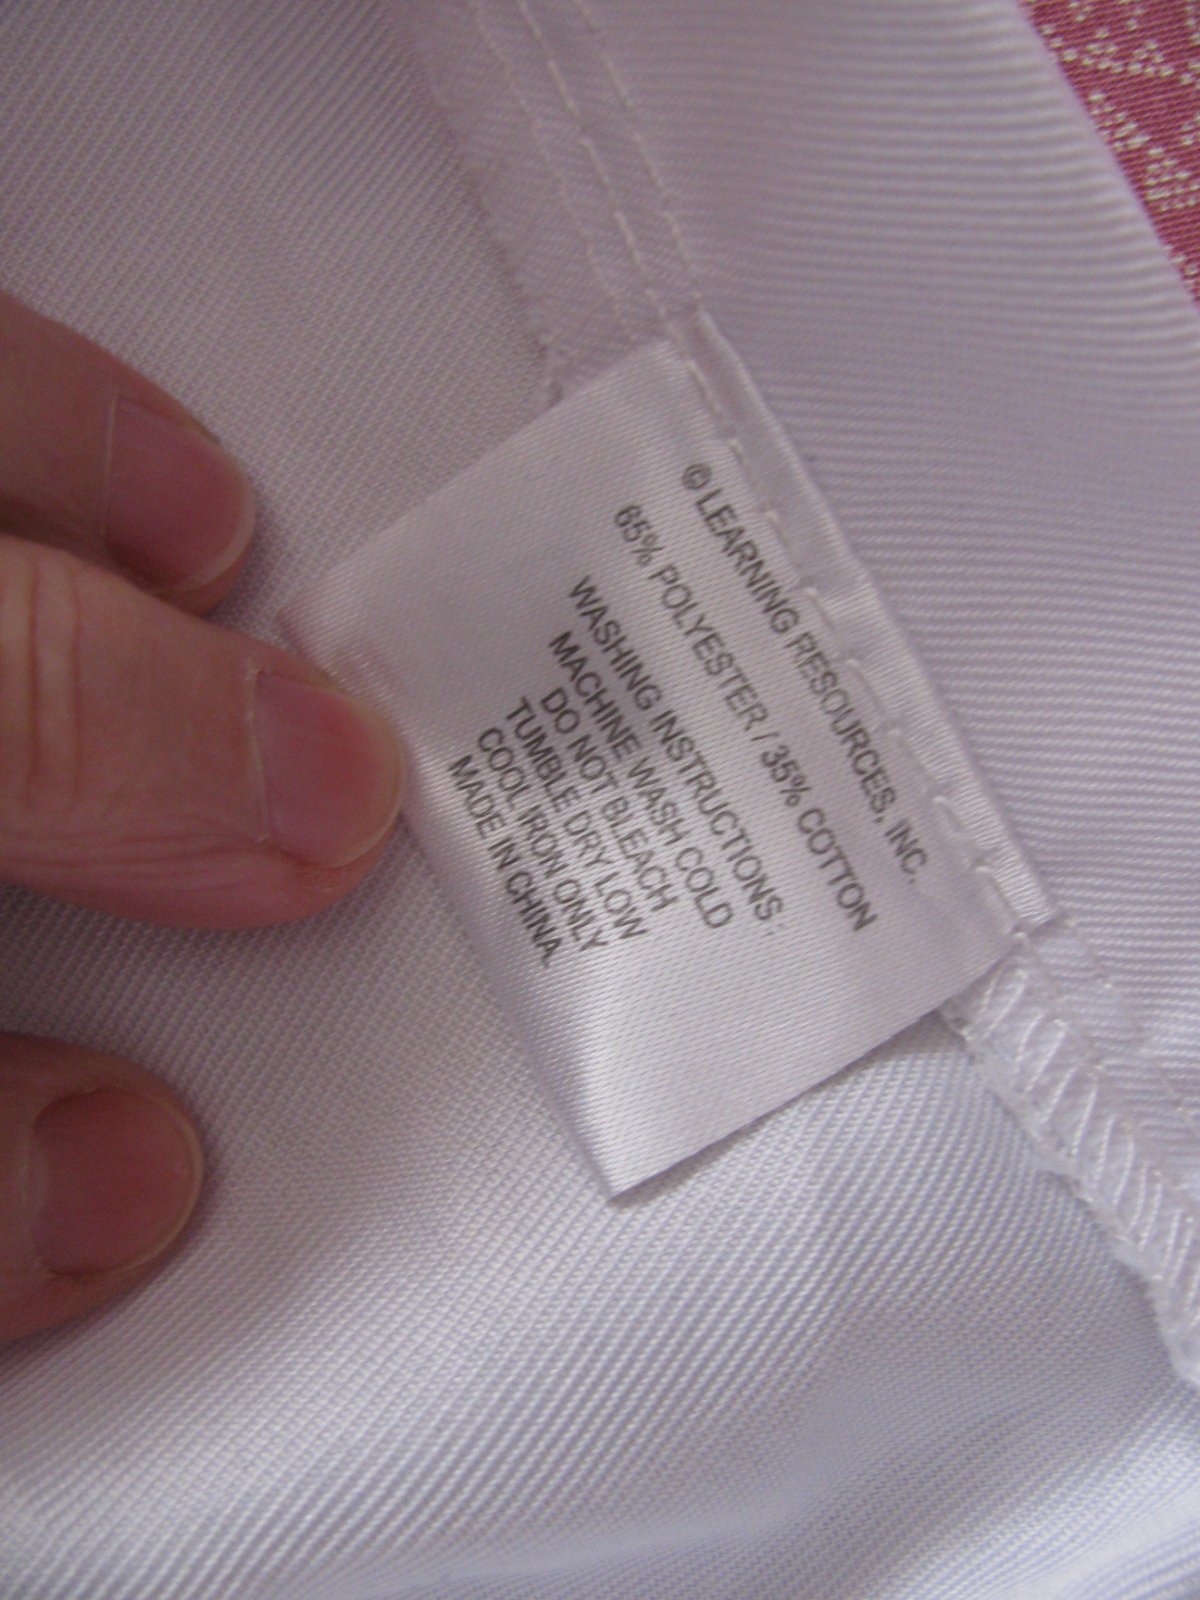 © LEARNING RESOURCES, INC.
65% POLYESTER / 35% COTTON
WASHING INSTRUCTIONS :
MACHINE WASH COLD
DO NOT BLEACH
TUMBLE DRY LOW
COOL IRON ONLY
MADE IN CHINA